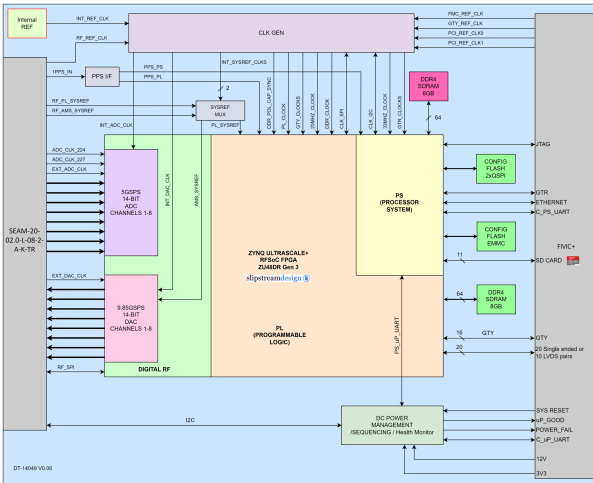 Internal
REF
INT_REF_CLK
RF_REF_CLK
CLK GEN
FMC_REF_CLK
GTY_REF_CLK
PCI_REF_CLK0
PCI_REF_CLK1
1PPS_IN
PPS I/F
PPS_PS
PPS_PL
INT_SYSREF_CLKS
2
RF_PL_SYSREF
RF_AMS_SYSREF
SYSREF
MUX
PL_SYSREF
INT_ADC_CLK
INT_DAC_CLK
AMS_SYSREF
DDR_POL_CAP_SYNC
PL_CLOCK
GTY_CLOCKS
25MHZ_CLOCK
DDR_CLOCK
CLK_SPI
CLK_I2C
33MHZ_CLOCK
GTR_CLOCKS
DDR4
SDRAM
8GB
64
ADC_CLK_224
ADC_CLK_227
EXT_ADC_CLK
5GSPS
14-BIT
ADC
CHANNELS 1-8
SEAM-20-
02.0-L-08-2-
A-K-TR
EXT_DAC_CLK
9.85GSPS
14-BIT
DAC
CHANNELS 1-8
RF_SPI
DIGITAL RF
ZYNQ ULTRASCALE+
RFSoC FPGA
ZU48DR Gen 3
slipstreamdesign
PL
(PROGRAMMABLE
LOGIC)
PS
(PROCESSOR
SYSTEM)
PS_uP_UART
JTAG
CONFIG
FLASH
2xQSPI
GTR
ETHERNET
C_PS_UART
CONFIG
FLASH
EMMC
FMC+
11
SD CARD
64
DDR4
SDRAM
8GB
16
GTY
GTY
20
20 Single ended or
10 LVDS pairs
I2C
DC POWER
MANAGEMENT
/SEQUENCING / Health Monitor
SYS RESET
uP_GOOD
POWER_FAIL
C_uP_UART
12V
3V3
DT-14049 V0.06